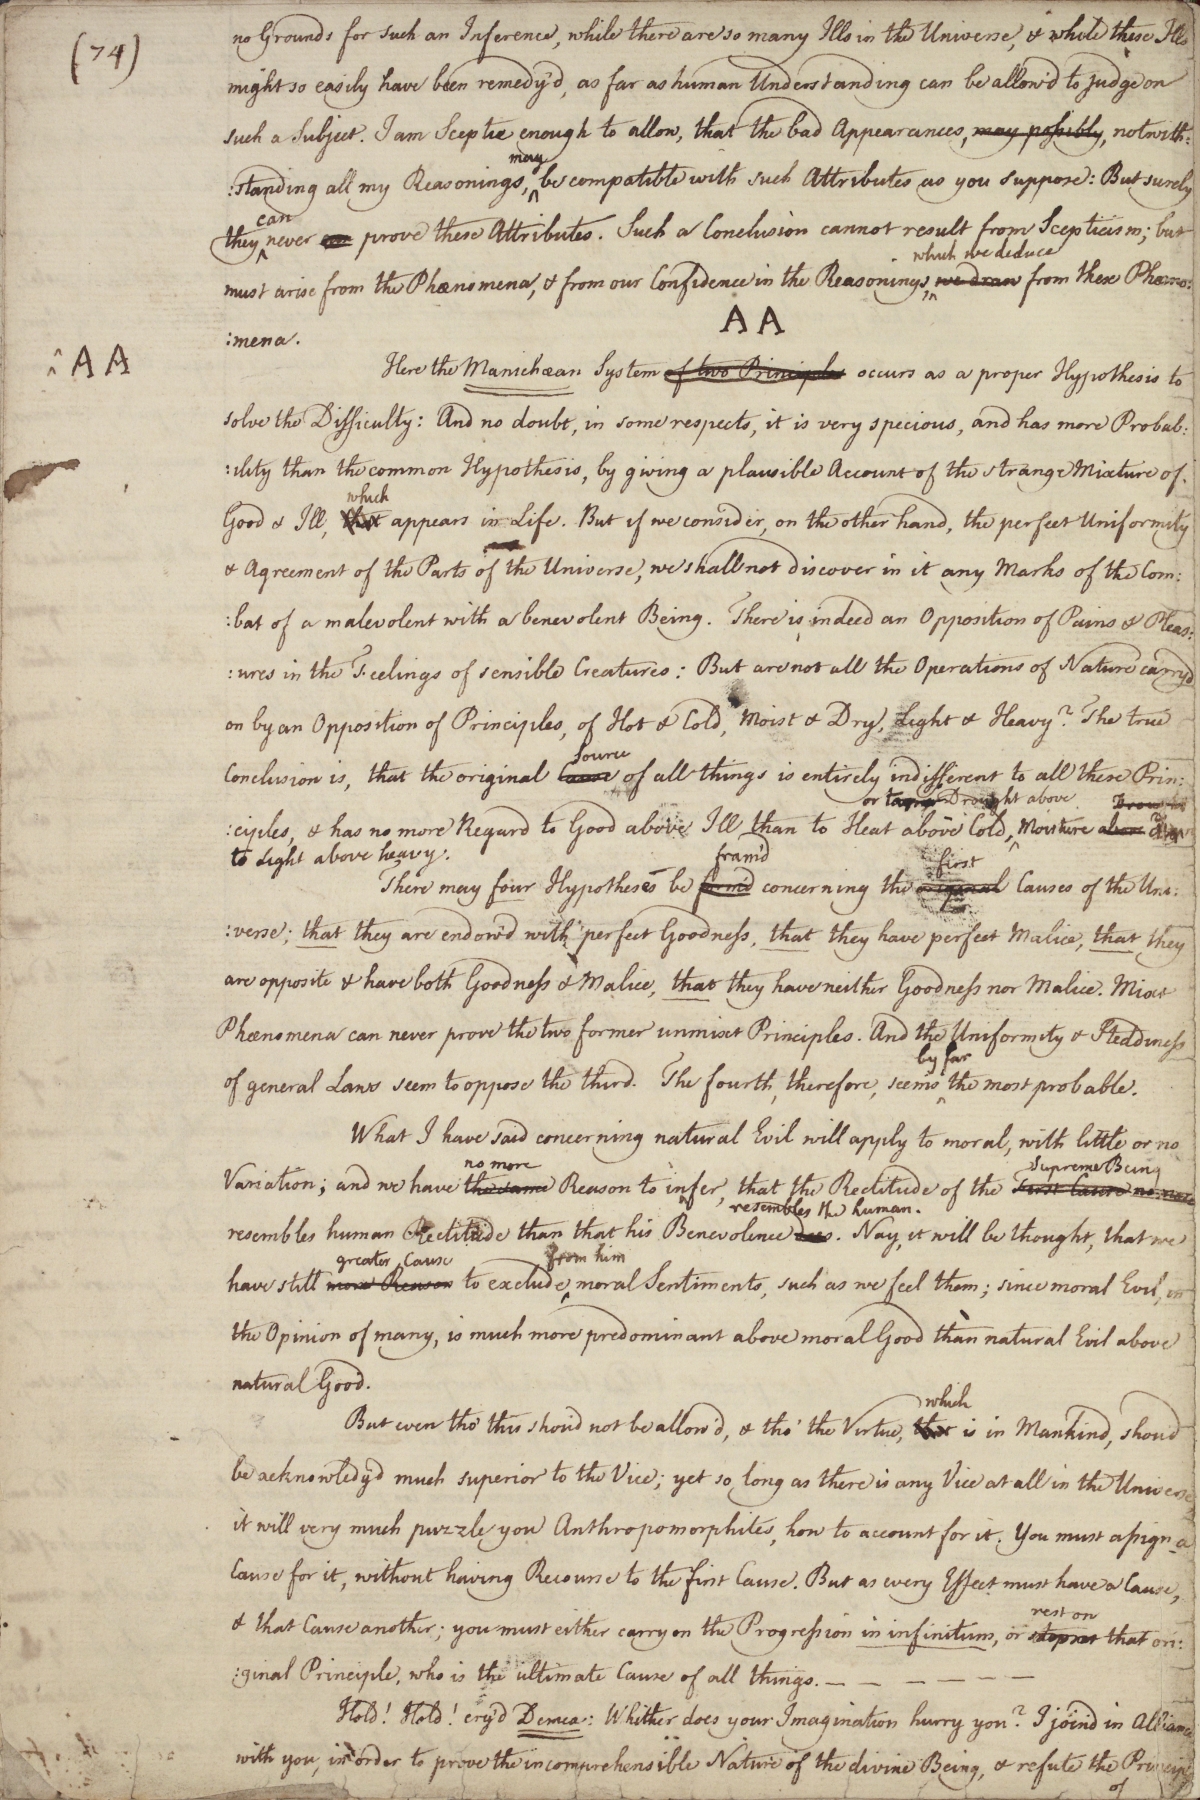 (74)
no Grounds for such an Inference, while there are so many Ills in the Universe, & while these Ills
might so easily have been remedy'd, as far as human Understanding can be allow'd to judge on
such a Subject. I am Sceptic enough to allow, that the bad Appearances, may possibly, notwith:
may
:standing all my Reasonings, ^ be compatible with such Attributes as you suppose: But surely
can
they ^ never can prove these Attributes. Such a Conclusion cannot result from Scepticism; but
which we deduce
must arise from the Phænomena, & from our Confidence in the Reasonings, ^ we draw from these Phæno:
:mena.
AA
^AA
Here the Manichæan System of two Principles occurs as a proper Hypothesis to
solve the Difficulty: And no doubt, in some respects, it is very specious, and has more Probab:
:ility than the common Hypothesis, by giving a plausible Account of the strange Mixture of
which
Good & Ill, that appears in Life. But if we consider, on the other hand, the perfect Uniformity
& Agreement of the Parts of the Universe, we shall not discover in it any Marks of the Com:
:bat of a malevolent with a benevolent Being. There is indeed an Opposition of Pains & Pleas:
:ures in the Feelings of sensible Creatures: But are not all the Operations of Nature carry'd
on by an Opposition of Principles, of Hot & Cold, Moist & Dry, Light & Heavy? The true
Source
Conclusion is, that the original Cause of all things is entirely indifferent to all these Prin:
or to Drought above
:ciples, & has no more Regard to Good above Ill than to Heat above Cold, ^ Moisture above
to Light above heavy.
fram'd
first
There may four Hypotheses be form'd concerning the original Causes of the Uni:
:verse; that they are endow'd with perfect Goodness, that they have perfect Malice, that they
are opposite & have both Goodness & Malice, that they have neither Goodness nor Malice. Mixt
Phænomena can never prove the two former unmixt Principles. And the Uniformity & Steddiness
by far
of general Laws seem to oppose the third. The fourth, therefore, seems ^ the most probable.
What I have said concerning natural Evil will apply to moral, with little or no
no more
Supreme Being
Variation; and we have the same Reason to infer, that the Rectitude of the first Cause no more
resembles the human.
resembles human Rectitude than that his Benevolence does. Nay, it will be thought, that we
greater Cause
from him
have still more Reason to exclude ^ moral Sentiments, such as we feel them; since moral Evil, in
the Opinion of many, is much more predominant above moral Good than natural Evil above
natural Good.
which
But even tho' this shou'd not be allow'd, & tho' the Virtue, that is in Mankind, shou'd
be acknowledg'd much superior to the Vice; yet so long as there is any Vice at all in the Universe
it will very much puzzle you Anthropomorphites, how to account for it. You must assign a
Cause for it, without having Recourse to the first Cause. But as every Effect must have a Cause,
rest on
& that Cause another; you must either carry on the Progression in infinitum, or stop at that ori:
:ginal Principle, who is the ultimate Cause of all things. — — — — —
Hold! Hold! cry'd Demea: Whither does your Imagination hurry you? I join'd in Alliance
with you, in order to prove the incomprehensible Nature of the divine Being, & refute the Principles
of